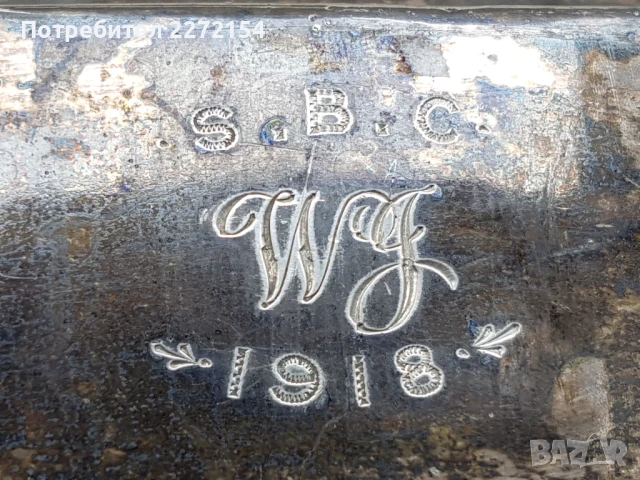 Потребител 2272154
S.B.C.
WJ
1918
BAZAR